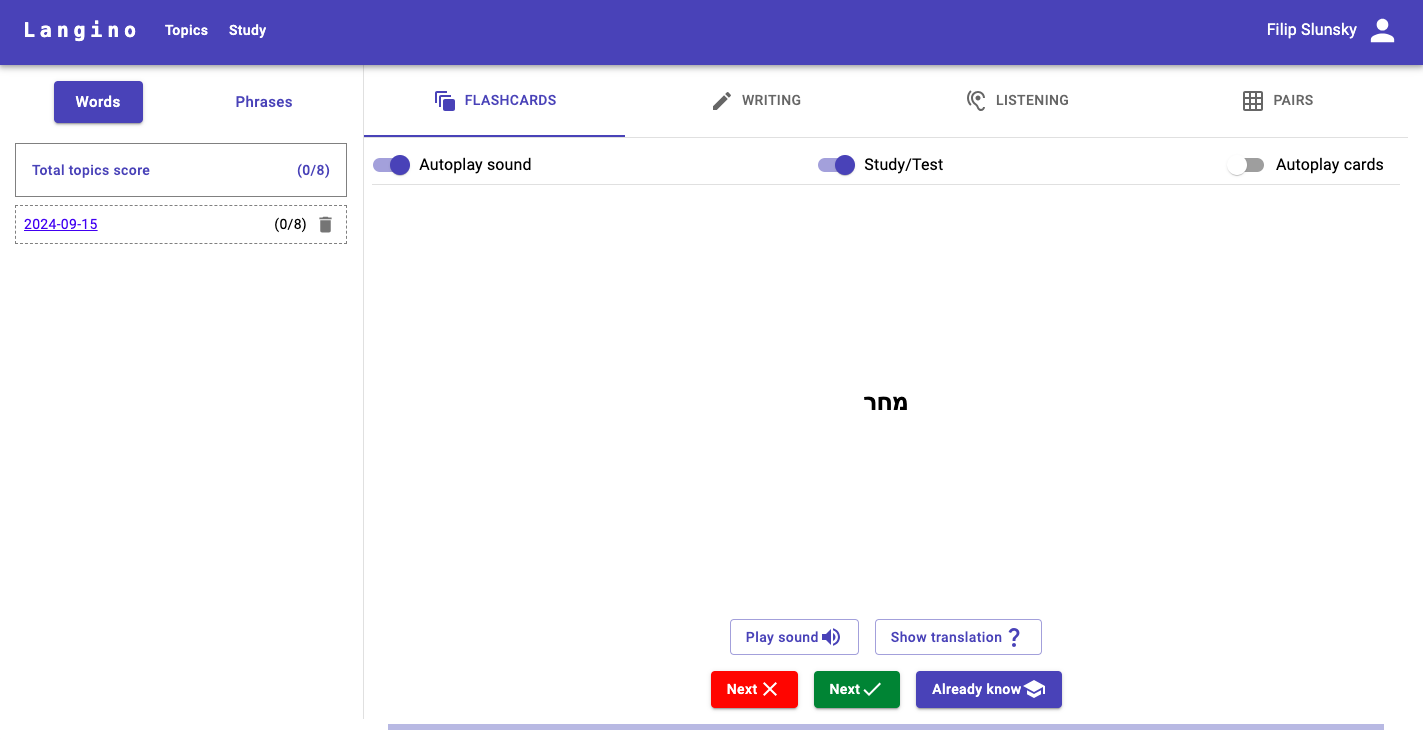 Langino Topics Study Filip Slunsky
Words Phrases
FLASHCARDS WRITING LISTENING PAIRS
Total topics score (0/8)
Autoplay sound Study/Test Autoplay cards
2024-09-15 (0/8)
מחר
Play sound Show translation ?
Next Next Already know